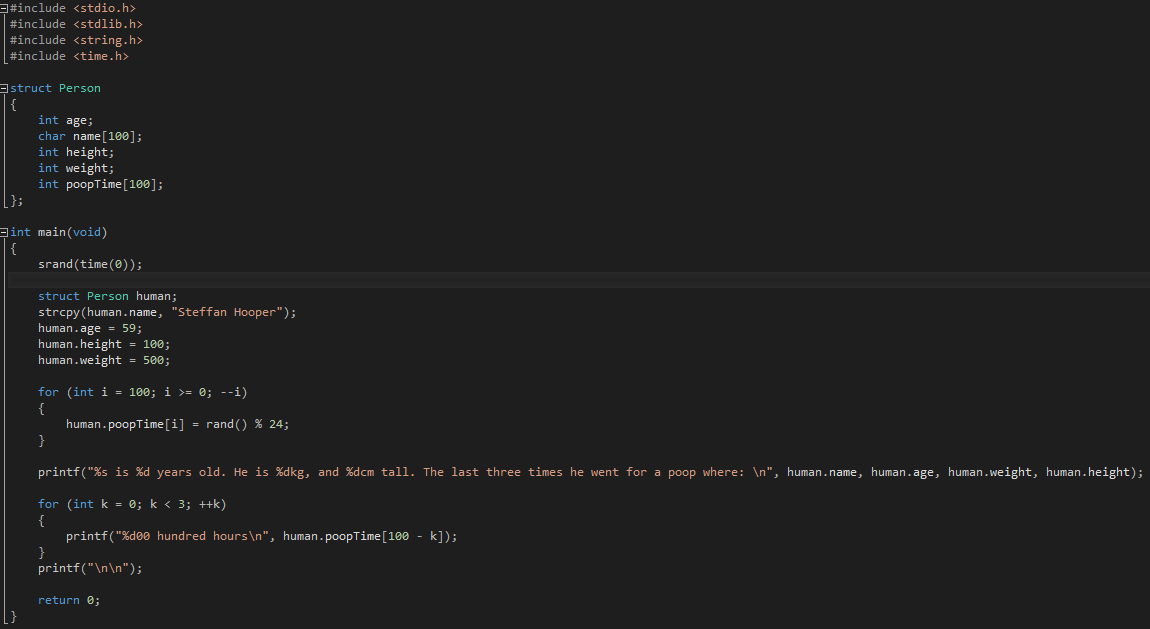 #include <stdio.h>
#include <stdlib.h>
#include <string.h>
#include <time.h>

struct Person
{
    int age;
    char name[100];
    int height;
    int weight;
    int poopTime[100];
};

int main(void)
{
    srand(time(0));

    struct Person human;
    strcpy(human.name, "Steffan Hooper");
    human.age = 59;
    human.height = 100;
    human.weight = 500;

    for (int i = 100; i >= 0; --i)
    {
        human.poopTime[i] = rand() % 24;
    }

    printf("%s is %d years old. He is %dkg, and %dcm tall. The last three times he went for a poop where: \n", human.name, human.age, human.weight, human.height);

    for (int k = 0; k < 3; ++k)
    {
        printf("%d00 hundred hours\n", human.poopTime[100 - k]);
    }
    printf("\n\n");

    return 0;
}